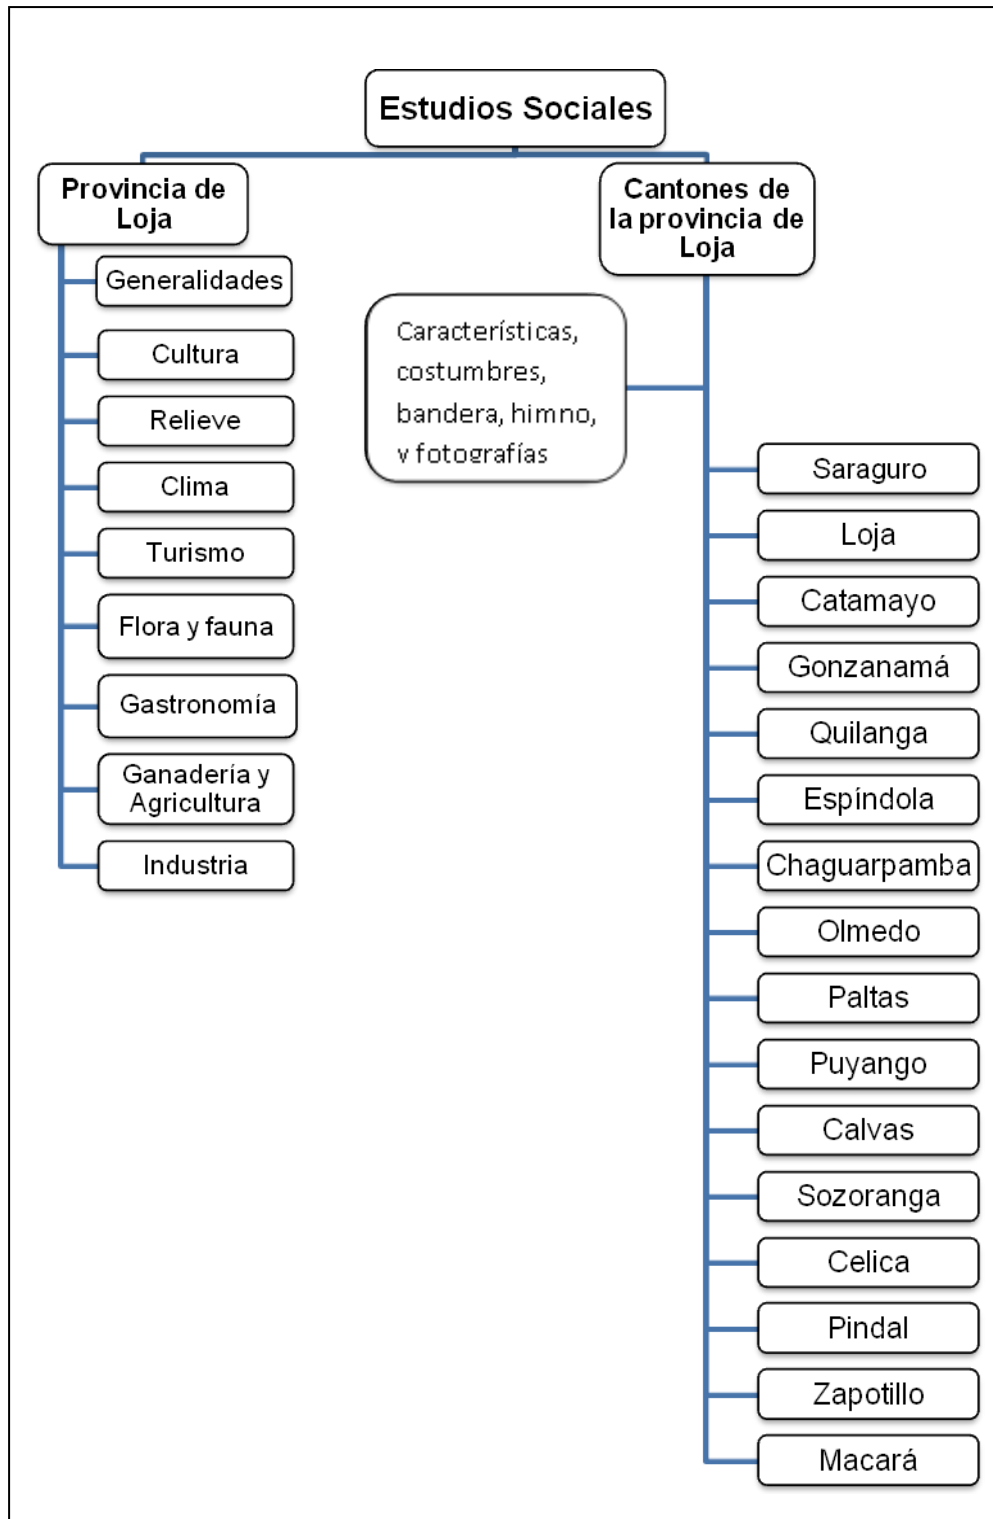 Estudios Sociales
Provincia de
Loja
Generalidades
Cultura
Relieve
Clima
Turismo
Flora y fauna
Gastronomía
Ganadería y
Agricultura
Industria
Cantones de
la provincia de
Loja
Características,
costumbres,
bandera, himno,
y fotografías
Saraguro
Loja
Catamayo
Gonzanamá
Quilanga
Espíndola
Chaguarpamba
Olmedo
Paltas
Puyango
Calvas
Sozoranga
Celica
Pindal
Zapotillo
Macará